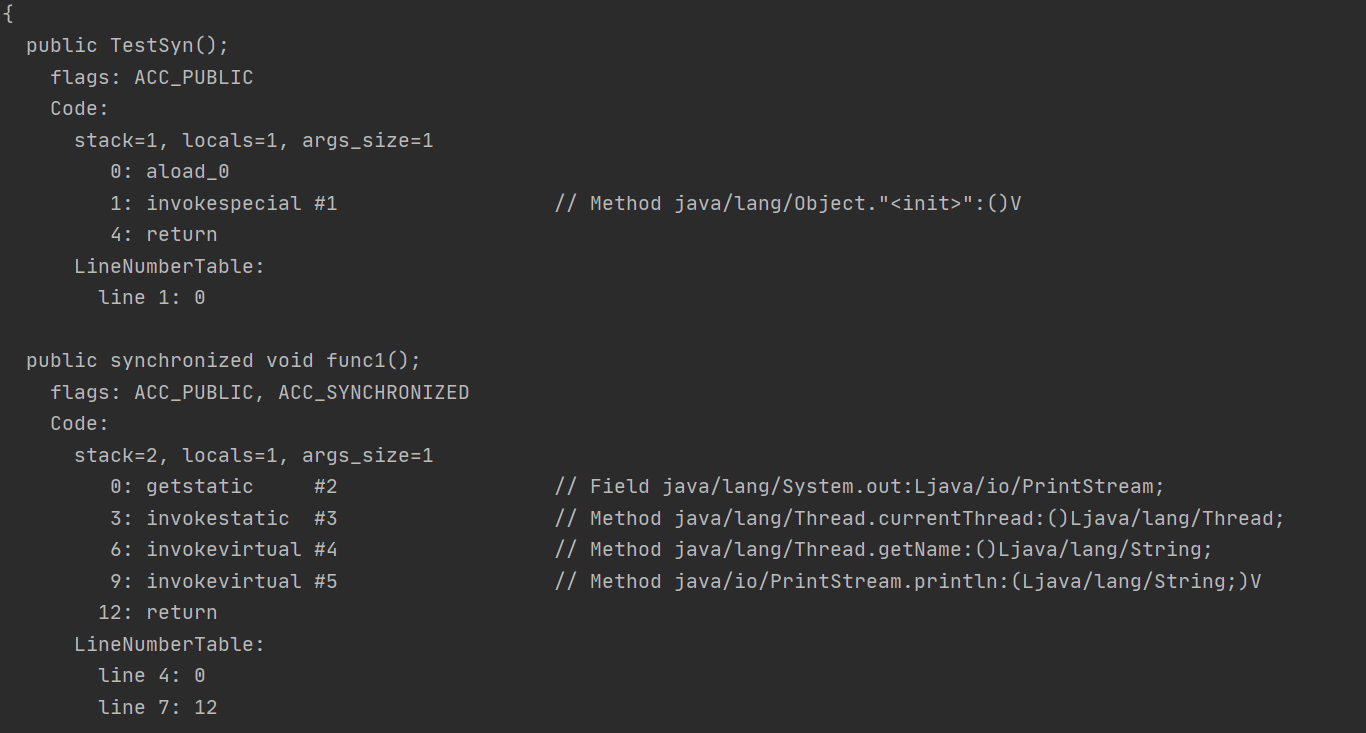 {
  public TestSyn();
    flags: ACC_PUBLIC
    Code:
      stack=1, locals=1, args_size=1
         0: aload_0
         1: invokespecial #1                  // Method java/lang/Object."<init>":()V
         4: return
      LineNumberTable:
        line 1: 0

  public synchronized void func1();
    flags: ACC_PUBLIC, ACC_SYNCHRONIZED
    Code:
      stack=2, locals=1, args_size=1
         0: getstatic     #2                  // Field java/lang/System.out:Ljava/io/PrintStream;
         3: invokestatic  #3                  // Method java/lang/Thread.currentThread:()Ljava/lang/Thread;
         6: invokevirtual #4                  // Method java/lang/Thread.getName:()Ljava/lang/String;
         9: invokevirtual #5                  // Method java/io/PrintStream.println:(Ljava/lang/String;)V
        12: return
      LineNumberTable:
        line 4: 0
        line 7: 12